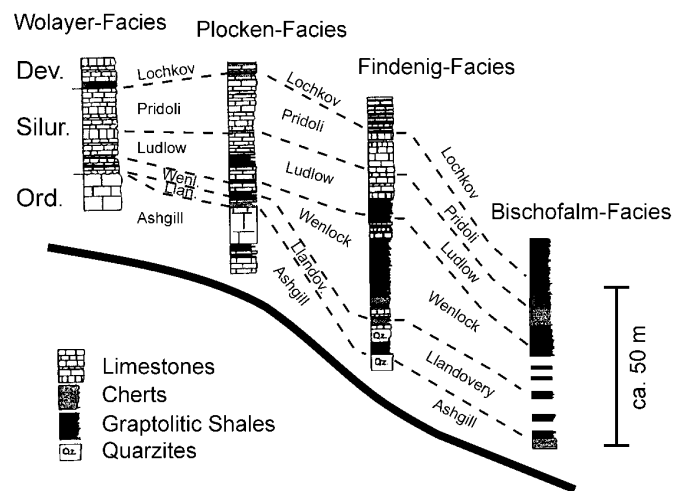 Wolayer-Facies
Plocken-Facies
Findenig-Facies
Bischofalm-Facies
Dev.
Silur.
Ord.
Lochkov
Pridoli
Ludlow
Wenl.
Llan.
Ashgill
Lochkov
Pridoli
Ludlow
Wenlock
Llandov.
Ashgill
Lochkov
Pridoli
Ludlow
Wenlock
Llandovery
Ashgill
Qz.
Qz.
ca. 50 m
Limestones
Cherts
Graptolitic Shales
Qz. Quarzites